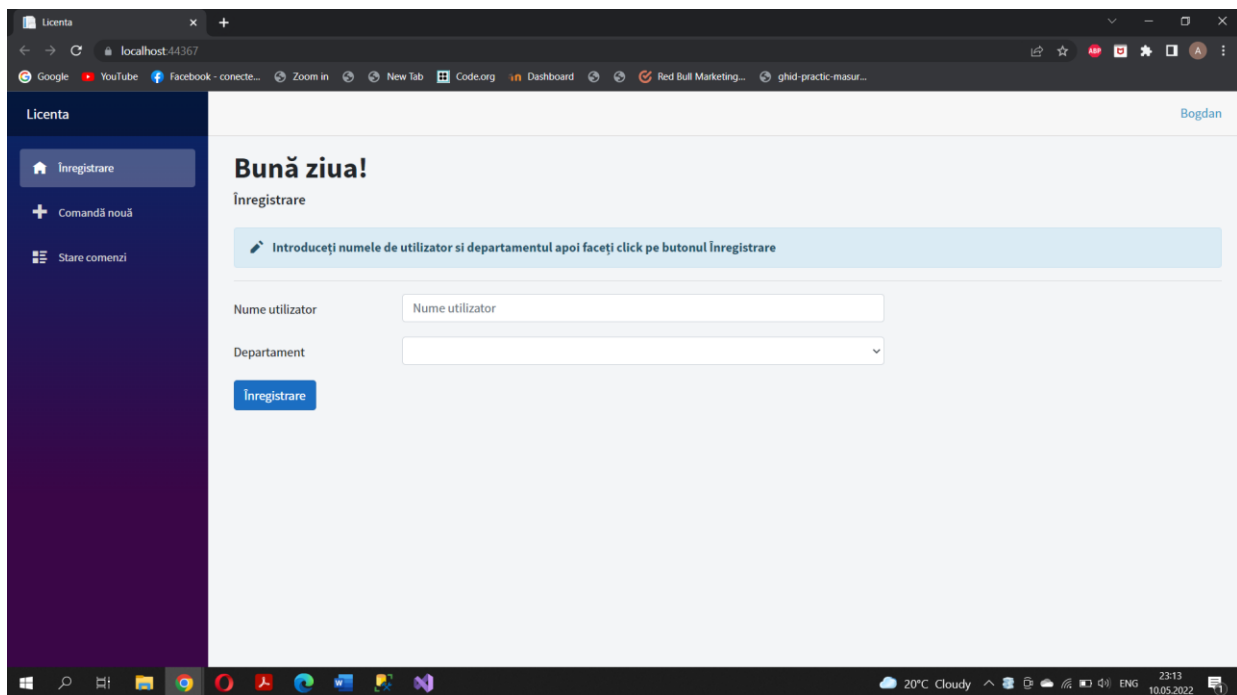 Licenta
localhost:44367
ABP
A
Google YouTube Facebook - conecte... Zoom in New Tab Code.org Dashboard Red Bull Marketing... ghid-practic-masur...
Licenta
Bogdan
Înregistrare
Comandă nouă
Stare comenzi
Bună ziua!
Înregistrare
Introduceți numele de utilizator si departamentul apoi faceți click pe butonul Înregistrare
Nume utilizator Nume utilizator
Departament
Înregistrare
20°C Cloudy ENG 23:13
10.05.2022
1